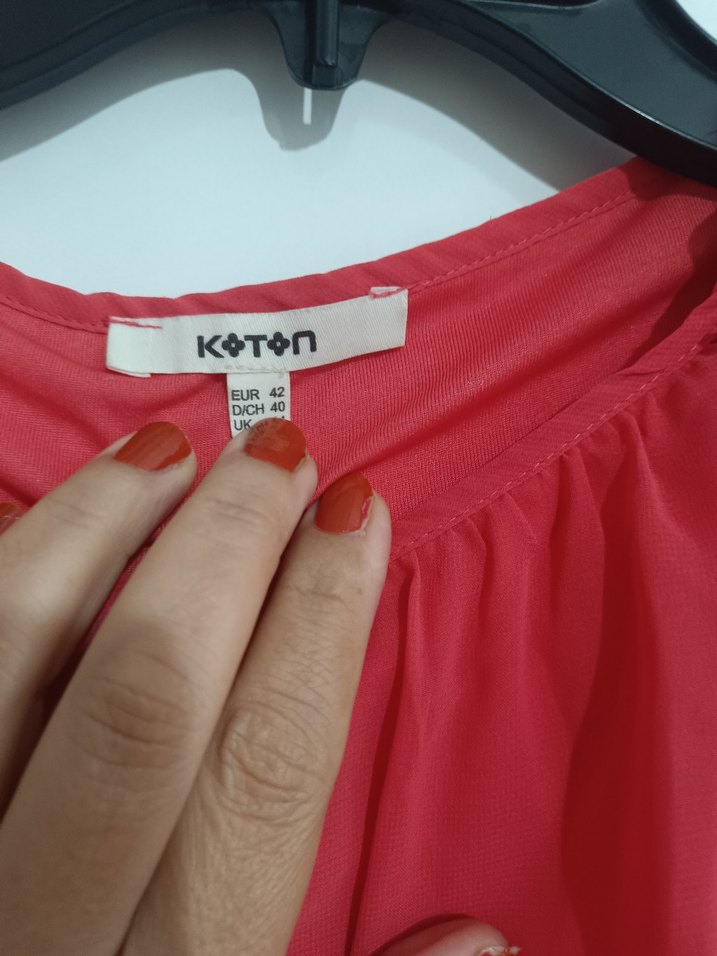 KOTON
EUR 42
D/CH 40
UK